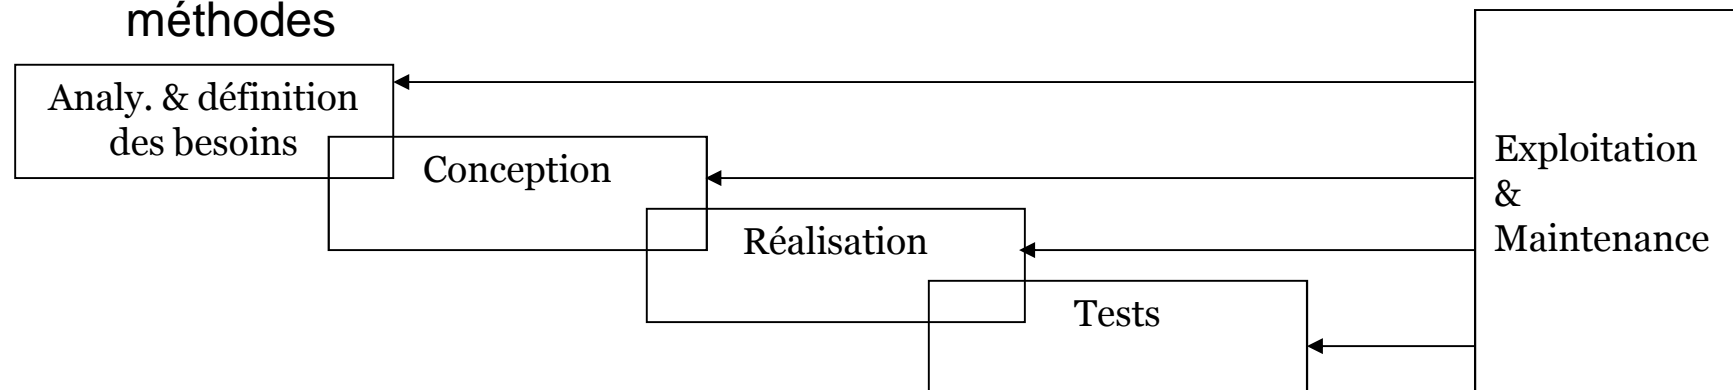 méthodes
Analy. & définition
des besoins
Conception
Réalisation
Tests
Exploitation
&
Maintenance